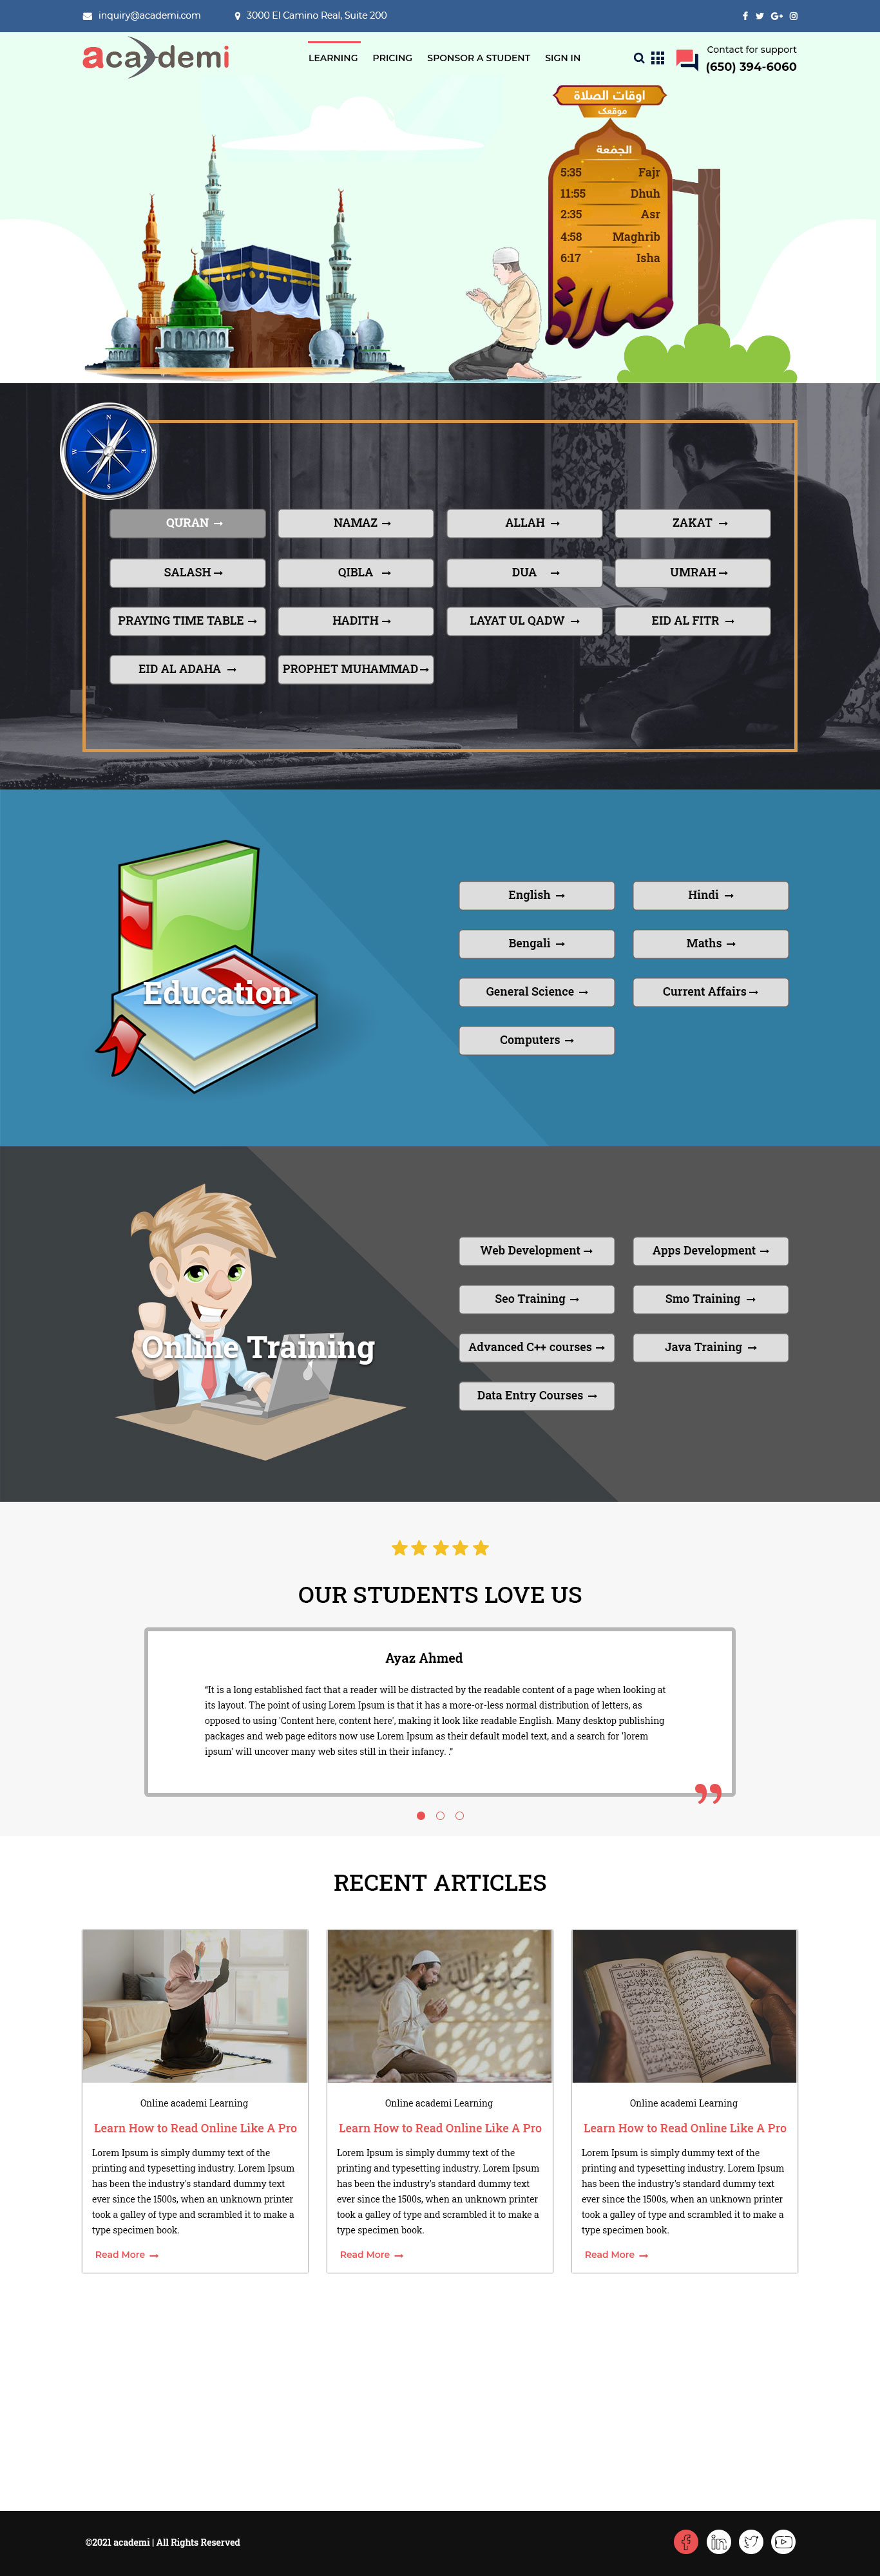 inquiry@academi.com
3000 El Camino Real, Suite 200
academi
LEARNING PRICING SPONSOR A STUDENT SIGN IN
Contact for support
(650) 394-6060
اوقات الصلاة
موقعك
5:35 Fajr
11:55 Dhuh
2:35 Asr
4:58 Maghrib
6:17 Isha
صلاة
N
W E
S
QURAN NAMAZ ALLAH ZAKAT
SALASH QIBLA DUA UMRAH
PRAYING TIME TABLE HADITH LAYAT UL QADW EID AL FITR
EID AL ADAHA PROPHET MUHAMMAD
English Hindi
Bengali Maths
Education
General Science Current Affairs
Computers
Web Development Apps Development
Seo Training Smo Training
Online Training
Advanced C++ courses Java Training
Data Entry Courses
OUR STUDENTS LOVE US
Ayaz Ahmed
"It is a long established fact that a reader will be distracted by the readable content of a page when looking at
its layout. The point of using Lorem Ipsum is that it has a more-or-less normal distribution of letters, as
opposed to using 'Content here, content here', making it look like readable English. Many desktop publishing
packages and web page editors now use Lorem Ipsum as their default model text, and a search for 'lorem
ipsum' will uncover many web sites still in their infancy. ."
RECENT ARTICLES
Online academi Learning
Learn How to Read Online Like A Pro
Lorem Ipsum is simply dummy text of the
printing and typesetting industry. Lorem Ipsum
has been the industry's standard dummy text
ever since the 1500s, when an unknown printer
took a galley of type and scrambled it to make a
type specimen book.
Read More
Online academi Learning
Learn How to Read Online Like A Pro
Lorem Ipsum is simply dummy text of the
printing and typesetting industry. Lorem Ipsum
has been the industry's standard dummy text
ever since the 1500s, when an unknown printer
took a galley of type and scrambled it to make a
type specimen book.
Read More
Online academi Learning
Learn How to Read Online Like A Pro
Lorem Ipsum is simply dummy text of the
printing and typesetting industry. Lorem Ipsum
has been the industry's standard dummy text
ever since the 1500s, when an unknown printer
took a galley of type and scrambled it to make a
type specimen book.
Read More
©2021 academi | All Rights Reserved